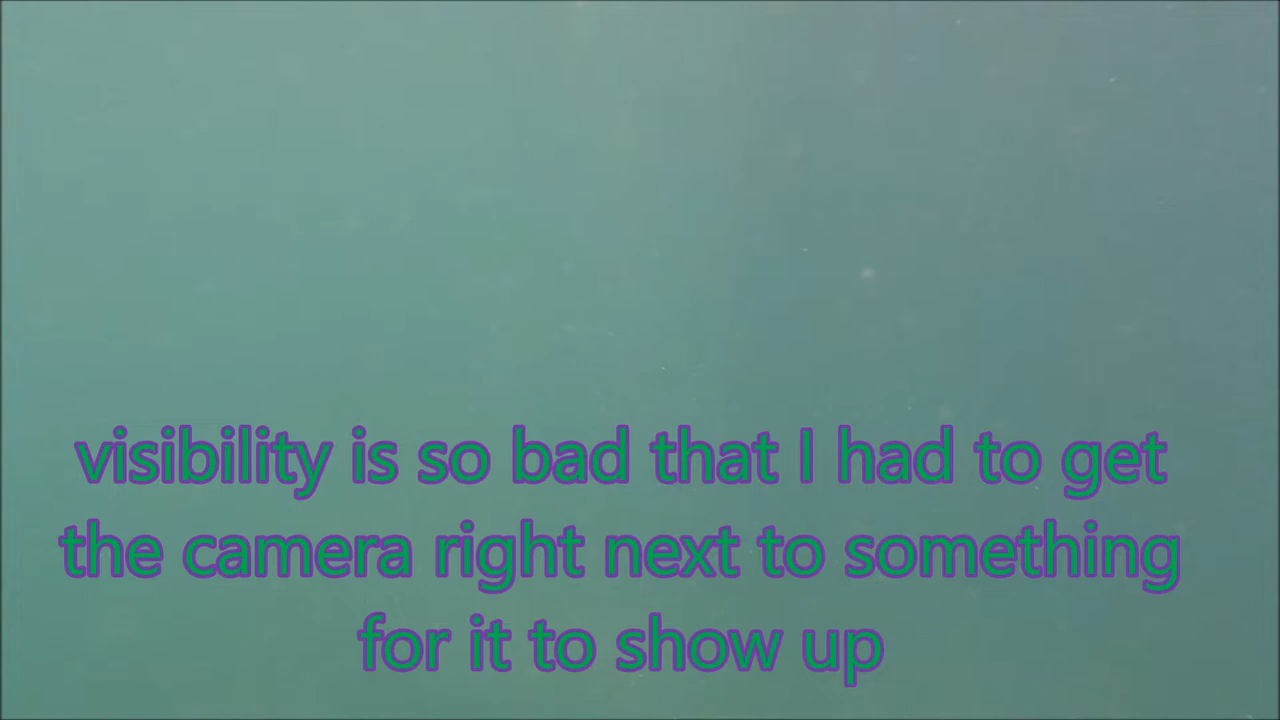 visibility is so bad that I had to get
the camera right next to something
for it to show up